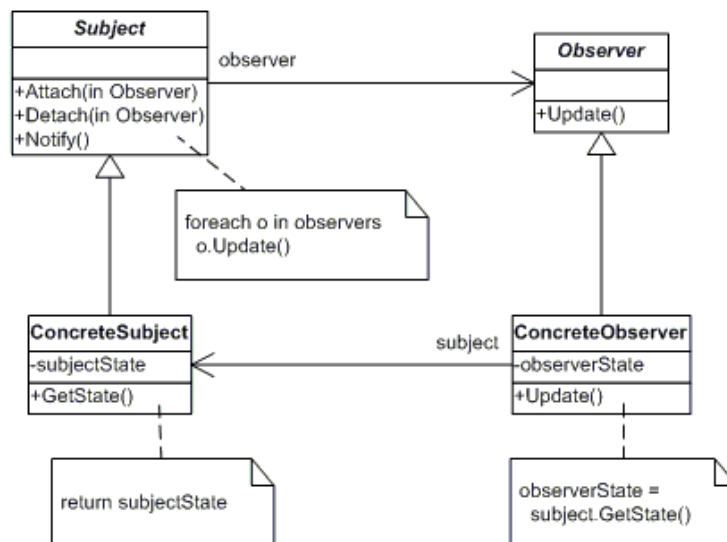 Subject
+Attach(in Observer)
+Detach(in Observer)
+Notify()
observer
Observer
+Update()
foreach o in observers
o.Update()
ConcreteSubject
-subjectState
+GetState()
subject
ConcreteObserver
-observerState
+Update()
return subjectState
observerState =
subject.GetState()